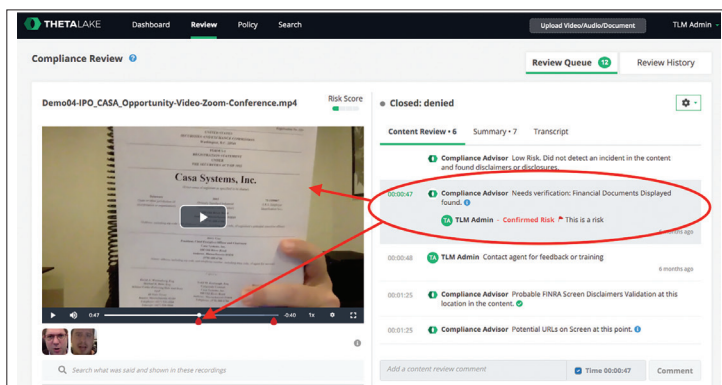 THETALAKE Dashboard Review Policy Search Upload Video/Audio/Document TLM Admin
Compliance Review
Review Queue 12 Review History
Demo04-IPO_CASA_Opportunity-Video-Zoom-Conference.mp4
Risk Score
Closed: denied
Content Review • 6 Summary • 7 Transcript
Compliance Advisor Low Risk. Did not detect an incident in the content
and found disclaimers or disclosures.
Casa Systems, Inc.
00:00:47 Compliance Advisor Needs verification: Financial Documents Displayed
found.
TA TLM Admin - Confirmed Risk This is a risk
months ago
00:00:48 TA TLM Admin Contact agent for feedback or training
6 months ago
00:01:25 Compliance Advisor Probable FINRA Screen Disclaimers Validation at this
location in the content.
0:47 -0:40 1x
00:01:25 Compliance Advisor Potential URLs on Screen at this point.
Search what was said and shown in these recordings
Add a content review comment Time 00:00:47 Comment